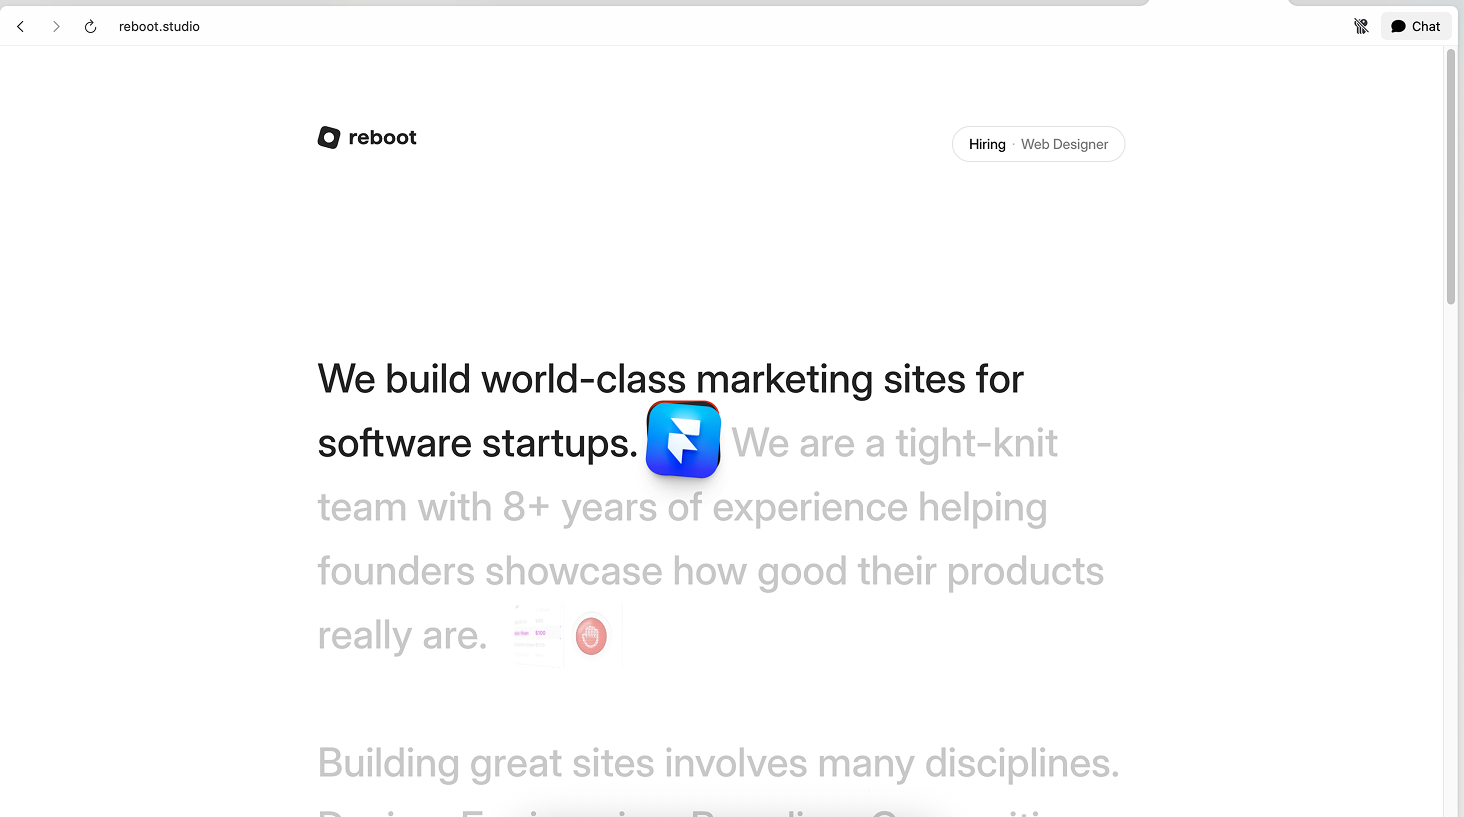 reboot.studio
Chat
reboot
Hiring · Web Designer
We build world-class marketing sites for
software startups. We are a tight-knit
team with 8+ years of experience helping
founders showcase how good their products
really are.
$100
Building great sites involves many disciplines.